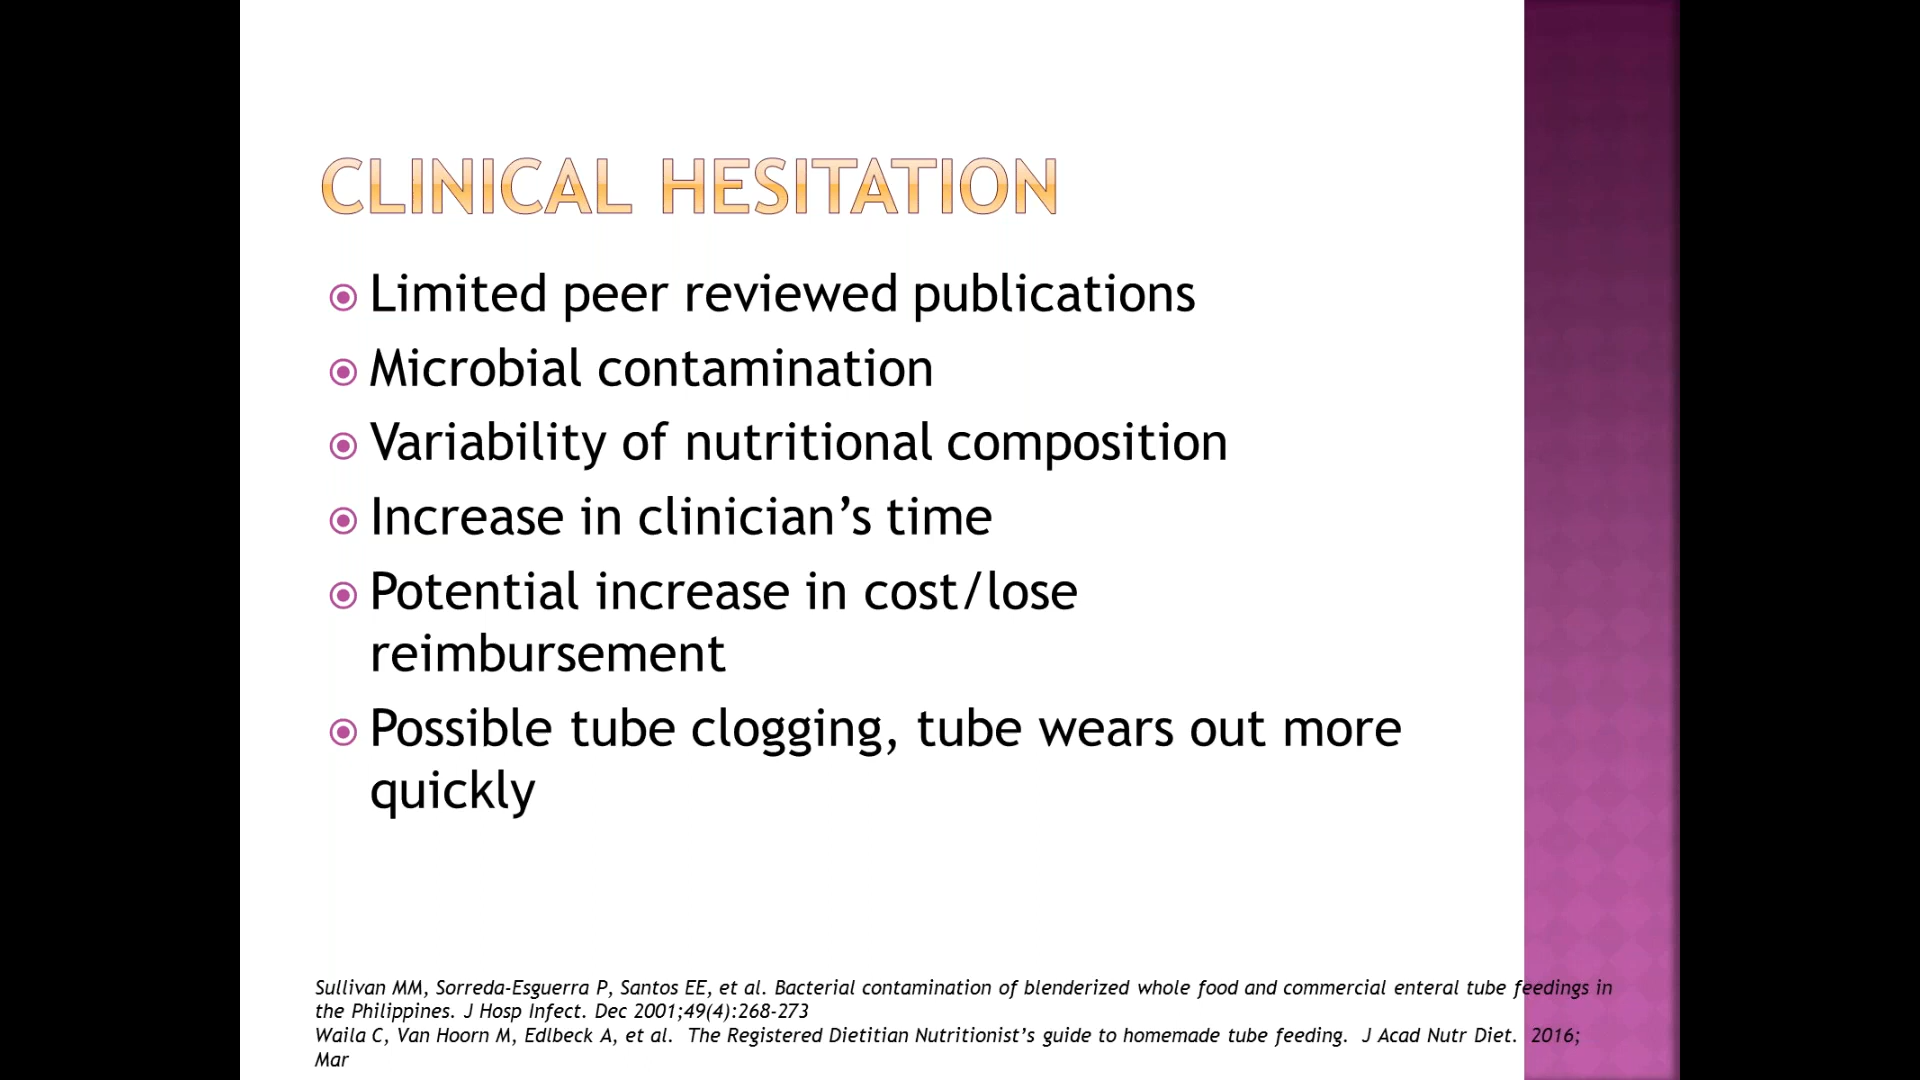 CLINICAL HESITATION
Limited peer reviewed publications
Microbial contamination
Variability of nutritional composition
Increase in clinician’s time
Potential increase in cost/lose
reimbursement
Possible tube clogging, tube wears out more
quickly
Sullivan MM, Sorreda-Esguerra P, Santos EE, et al. Bacterial contamination of blenderized whole food and commercial enteral tube feedings in
the Philippines. J Hosp Infect. Dec 2001;49(4):268-273
Waila C, Van Hoorn M, Edlbeck A, et al. The Registered Dietitian Nutritionist’s guide to homemade tube feeding. J Acad Nutr Diet. 2016;
Mar